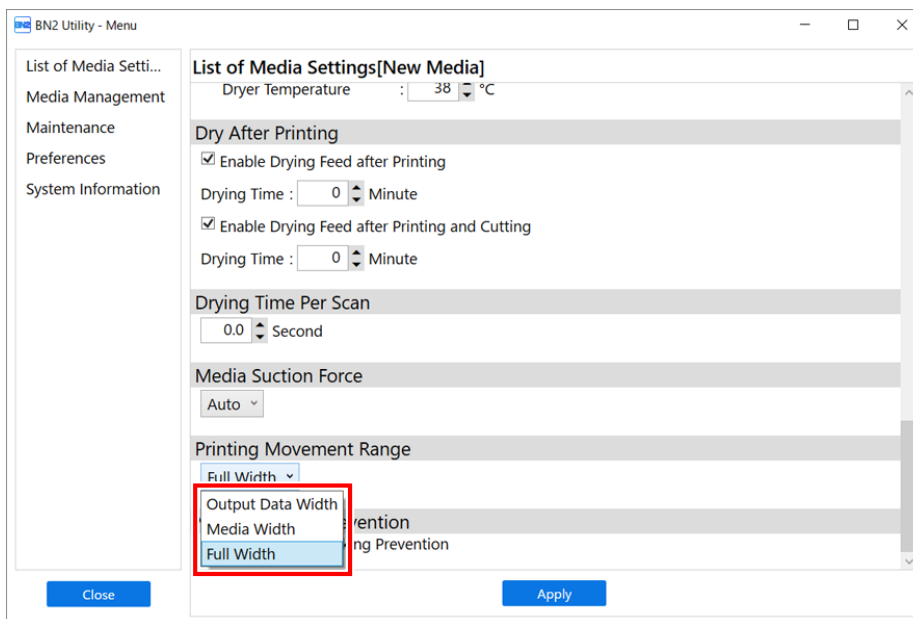 BN2 BN2 Utility - Menu
List of Media Setti...
Media Management
Maintenance
Preferences
System Information
List of Media Settings[New Media]
Dryer Temperature : 38 °C
Dry After Printing
Enable Drying Feed after Printing
Drying Time : 0 Minute
Enable Drying Feed after Printing and Cutting
Drying Time : 0 Minute
Drying Time Per Scan
0.0 Second
Media Suction Force
Auto
Printing Movement Range
Full Width
Output Data Width
Media Width
Full Width
Prevention
Close
Apply